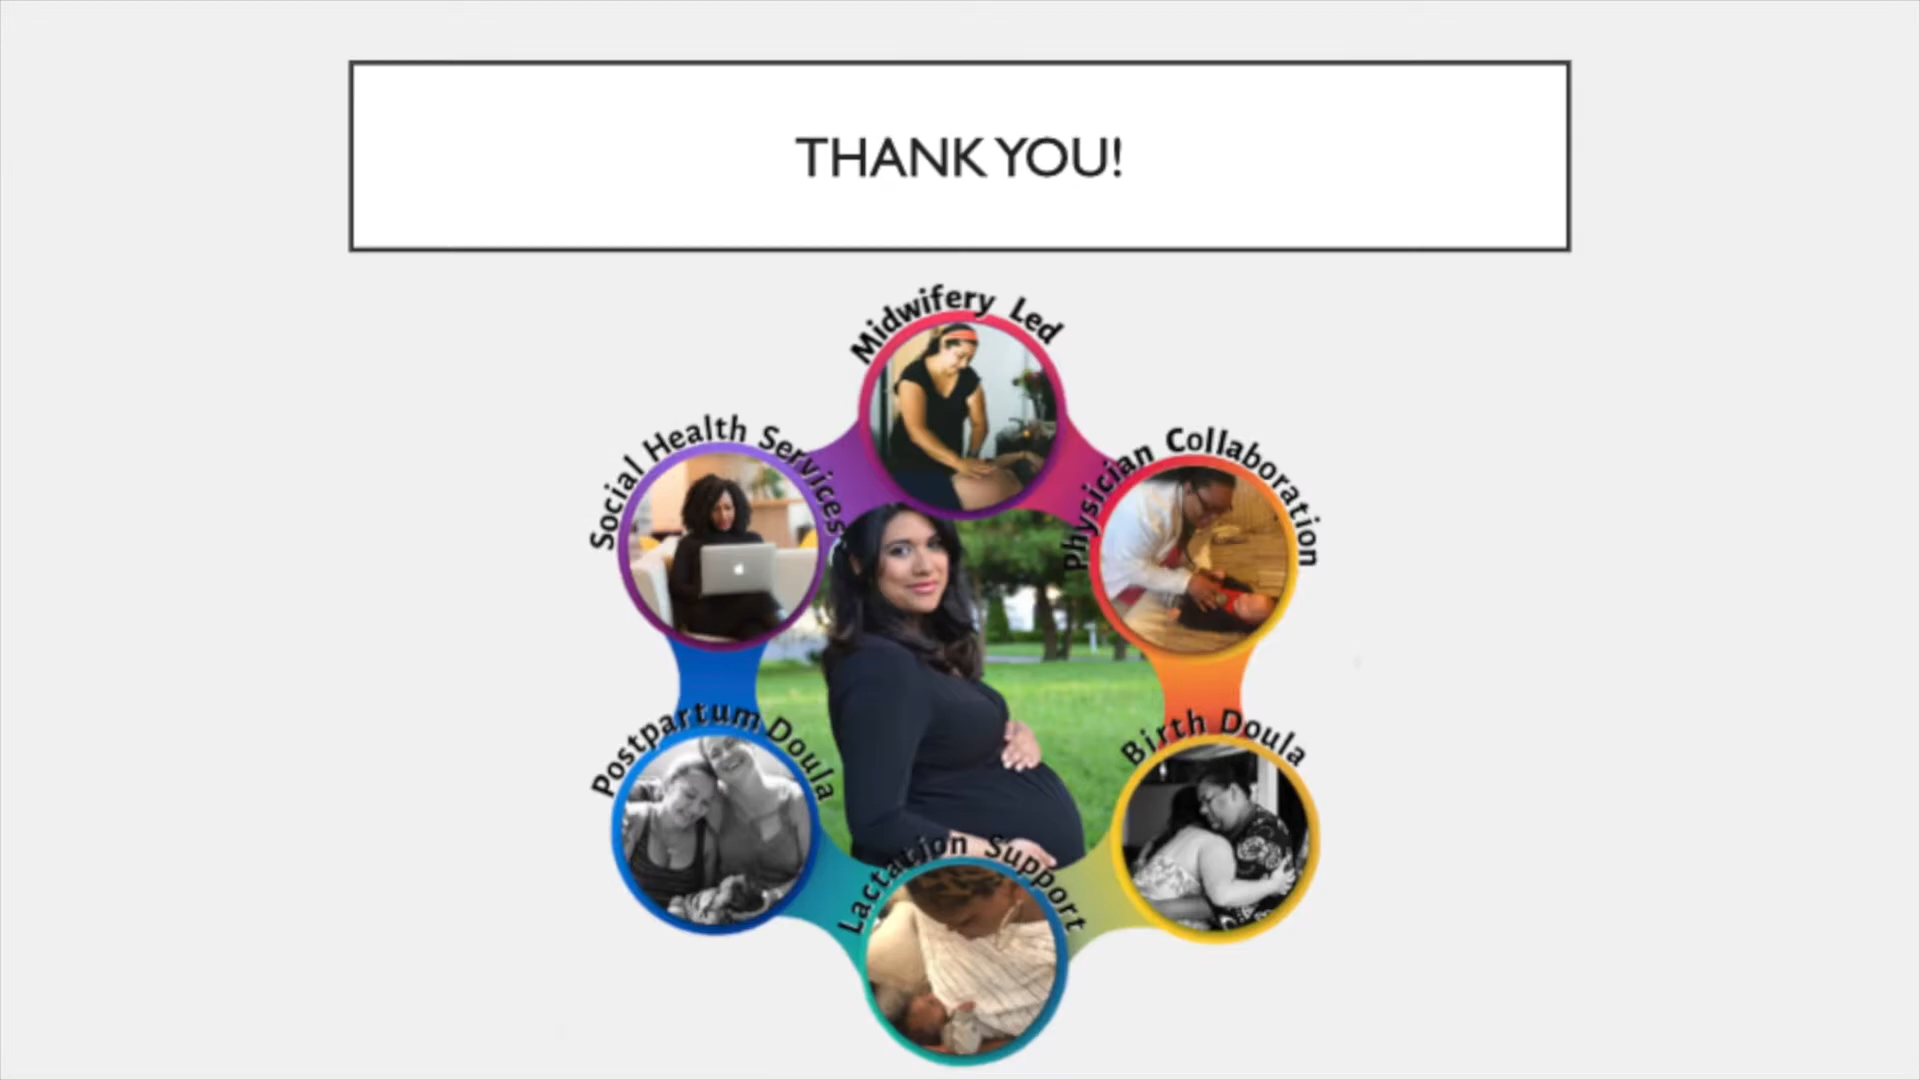 THANK YOU!
Midwifery Led
Social Health Services
Physician Collaboration
Postpartum Doula
Birth Doula
Lactation Support